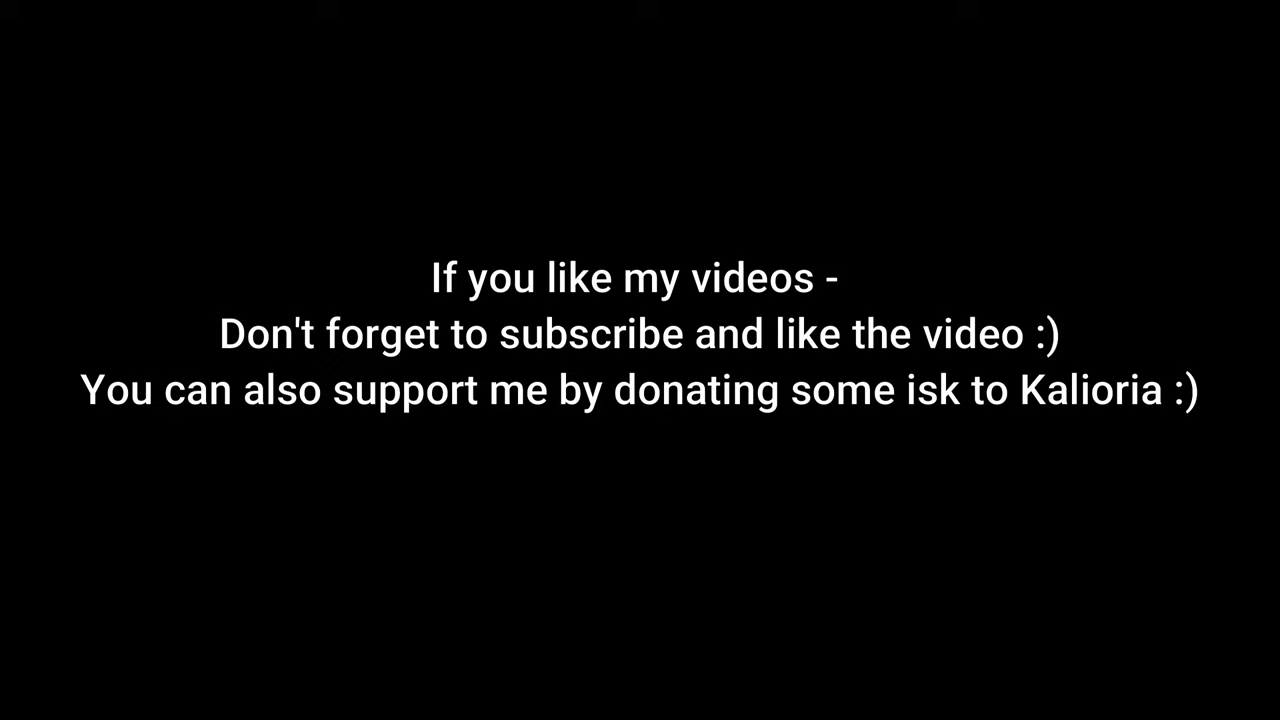 If you like my videos -
Don't forget to subscribe and like the video :)
You can also support me by donating some isk to Kalioria :)